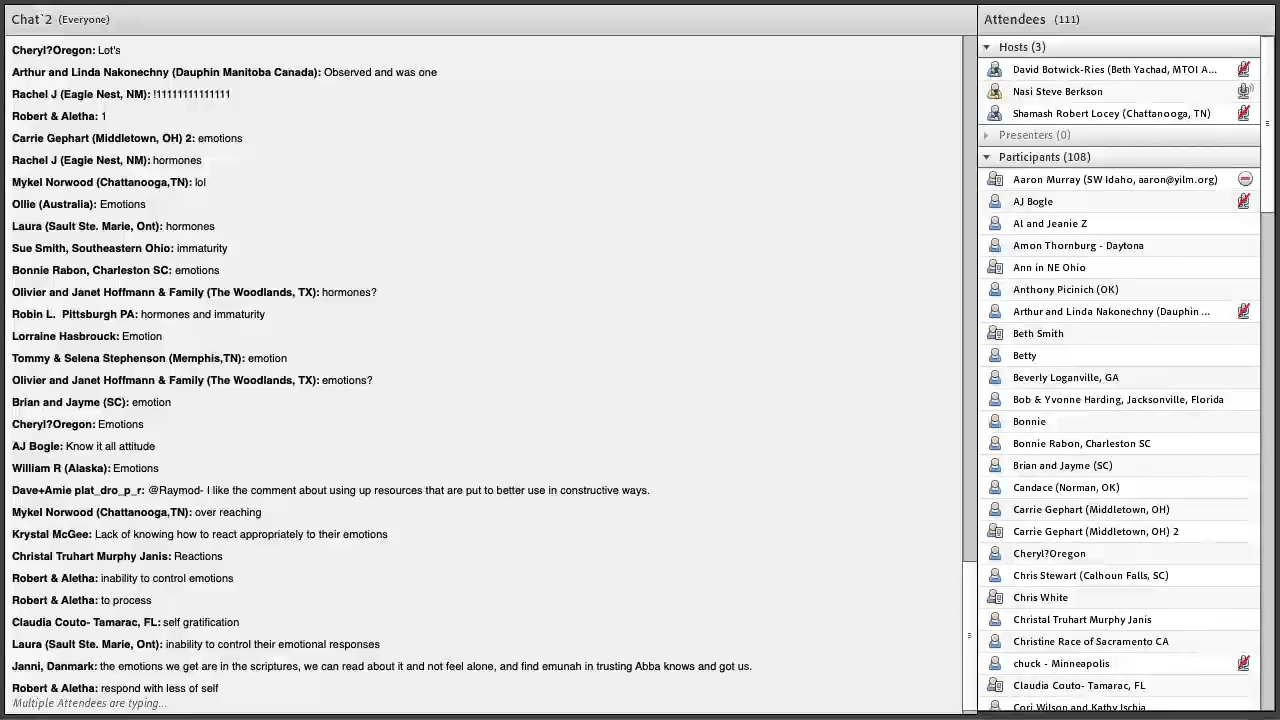 Chat`2 (Everyone)
Cheryl?Oregon: Lot's
Arthur and Linda Nakonechny (Dauphin Manitoba Canada): Observed and was one
Rachel J (Eagle Nest, NM): !11111111111111
Robert & Aletha: 1
Carrie Gephart (Middletown, OH) 2: emotions
Rachel J (Eagle Nest, NM): hormones
Mykel Norwood (Chattanooga,TN): lol
Ollie (Australia): Emotions
Laura (Sault Ste. Marie, Ont): hormones
Sue Smith, Southeastern Ohio: immaturity
Bonnie Rabon, Charleston SC: emotions
Olivier and Janet Hoffmann & Family (The Woodlands, TX): hormones?
Robin L.  Pittsburgh PA: hormones and immaturity
Lorraine Hasbrouck: Emotion
Tommy & Selena Stephenson (Memphis,TN): emotion
Olivier and Janet Hoffmann & Family (The Woodlands, TX): emotions?
Brian and Jayme (SC): emotion
Cheryl?Oregon: Emotions
AJ Bogle: Know it all attitude
William R (Alaska): Emotions
Dave+Amie plat_dro_p_r: @Raymod- I like the comment about using up resources that are put to better use in constructive ways.
Mykel Norwood (Chattanooga,TN): over reaching
Krystal McGee: Lack of knowing how to react appropriately to their emotions
Christal Truhart Murphy Janis: Reactions
Robert & Aletha: inability to control emotions
Robert & Aletha: to process
Claudia Couto- Tamarac, FL: self gratification
Laura (Sault Ste. Marie, Ont): inability to control their emotional responses
Janni, Danmark: the emotions we get are in the scriptures, we can read about it and not feel alone, and find emunah in trusting Abba knows and got us.
Robert & Aletha: respond with less of self
Multiple Attendees are typing...
Attendees (111)
Hosts (3)
David Botwick-Ries (Beth Yachad, MTOI A...
Nasi Steve Berkson
Shamash Robert Locey (Chattanooga, TN)
Presenters (0)
Participants (108)
Aaron Murray (SW Idaho, aaron@yilm.org)
AJ Bogle
Al and Jeanie Z
Amon Thornburg - Daytona
Ann in NE Ohio
Anthony Picinich (OK)
Arthur and Linda Nakonechny (Dauphin ...
Beth Smith
Betty
Beverly Loganville, GA
Bob & Yvonne Harding, Jacksonville, Florida
Bonnie
Bonnie Rabon, Charleston SC
Brian and Jayme (SC)
Candace (Norman, OK)
Carrie Gephart (Middletown, OH)
Carrie Gephart (Middletown, OH) 2
Cheryl?Oregon
Chris Stewart (Calhoun Falls, SC)
Chris White
Christal Truhart Murphy Janis
Christine Race of Sacramento CA
chuck - Minneapolis
Claudia Couto- Tamarac, FL
Cori Wilson and Kathy Ischia